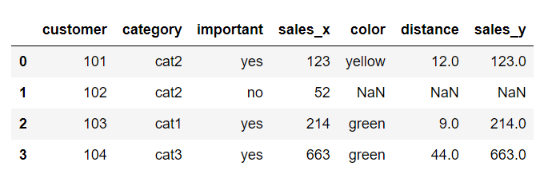 customer category important sales_x color distance sales_y
0 101 cat2 yes 123 yellow 12.0 123.0
1 102 cat2 no 52 NaN NaN NaN
2 103 cat1 yes 214 green 9.0 214.0
3 104 cat3 yes 663 green 44.0 663.0